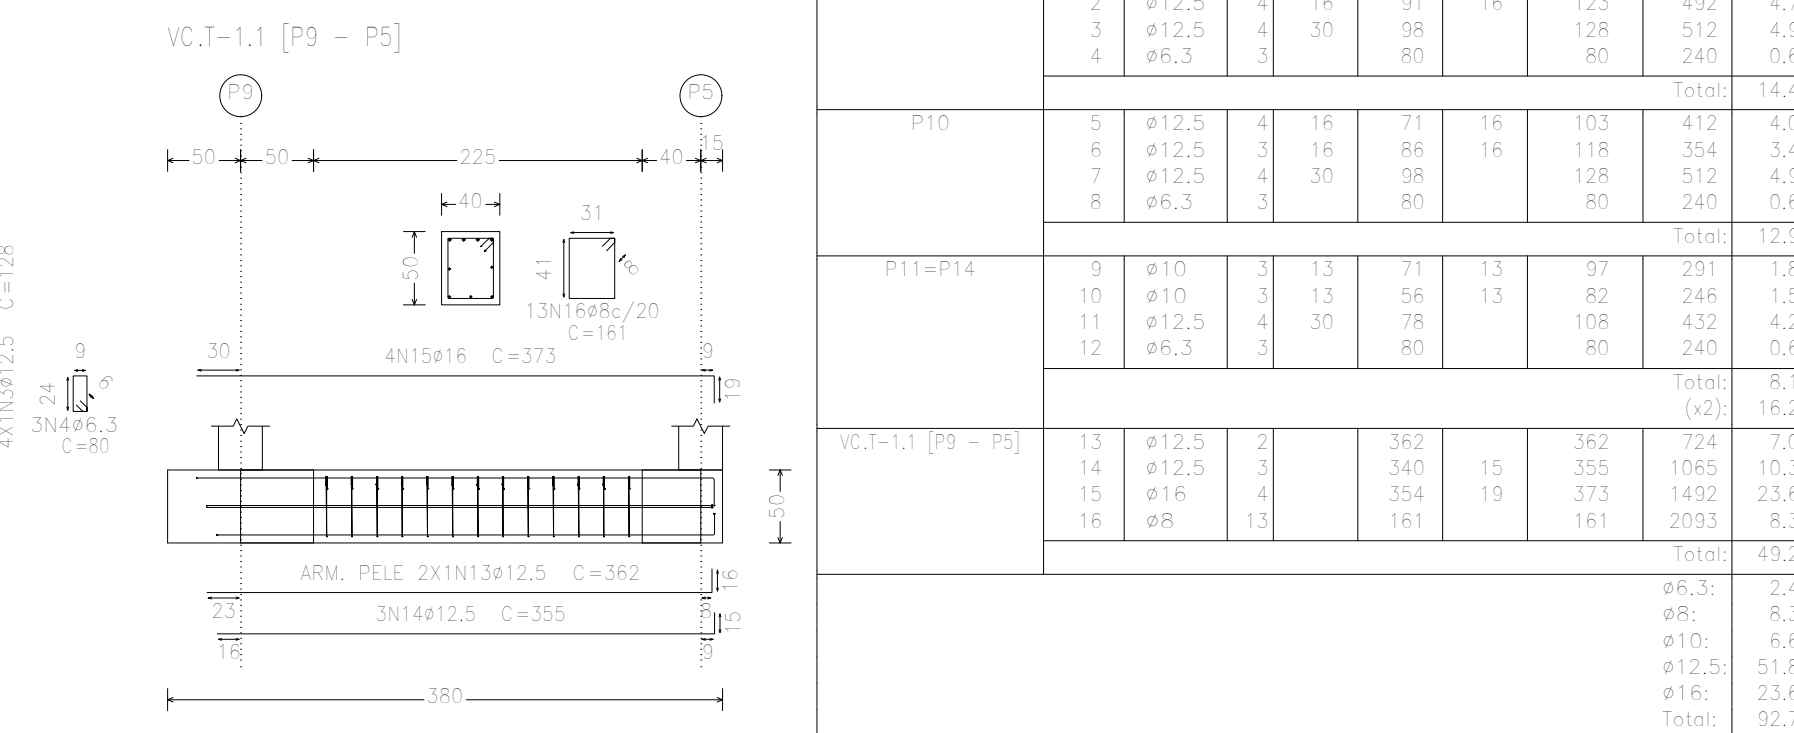 VC.T-1.1 [P9 - P5]
P9 P5
50 50 225 40 15
40
50
31
41
8
13N16ø8c/20
C=161
4N15ø16 C=373
30 9
19
4X1N3ø12.5 C=128
9
24
6
3N4ø6.3
C=80
50
ARM. PELE 2X1N13ø12.5 C=362
16
23 8
3N14ø12.5 C=355
15
16 9
380
2 ø12.5 4 16 91 16 123 492
3 ø12.5 4 30 98 128 512
4 ø6.3 3 80 80 240
Total:
P10 5 ø12.5 4 16 71 16 103 412
6 ø12.5 3 16 86 16 118 354
7 ø12.5 4 30 98 128 512
8 ø6.3 3 80 80 240
Total:
P11=P14 9 ø10 3 13 71 13 97 291
10 ø10 3 13 56 13 82 246
11 ø12.5 4 30 78 108 432
12 ø6.3 3 80 80 240
Total:
(x2):
VC.T-1.1 [P9 - P5] 13 ø12.5 2 362 362 724
14 ø12.5 3 340 15 355 1065
15 ø16 4 354 19 373 1492
16 ø8 13 161 161 2093
Total:
ø6.3: 2.4
ø8:
ø10:
ø12.5:
ø16:
Total: